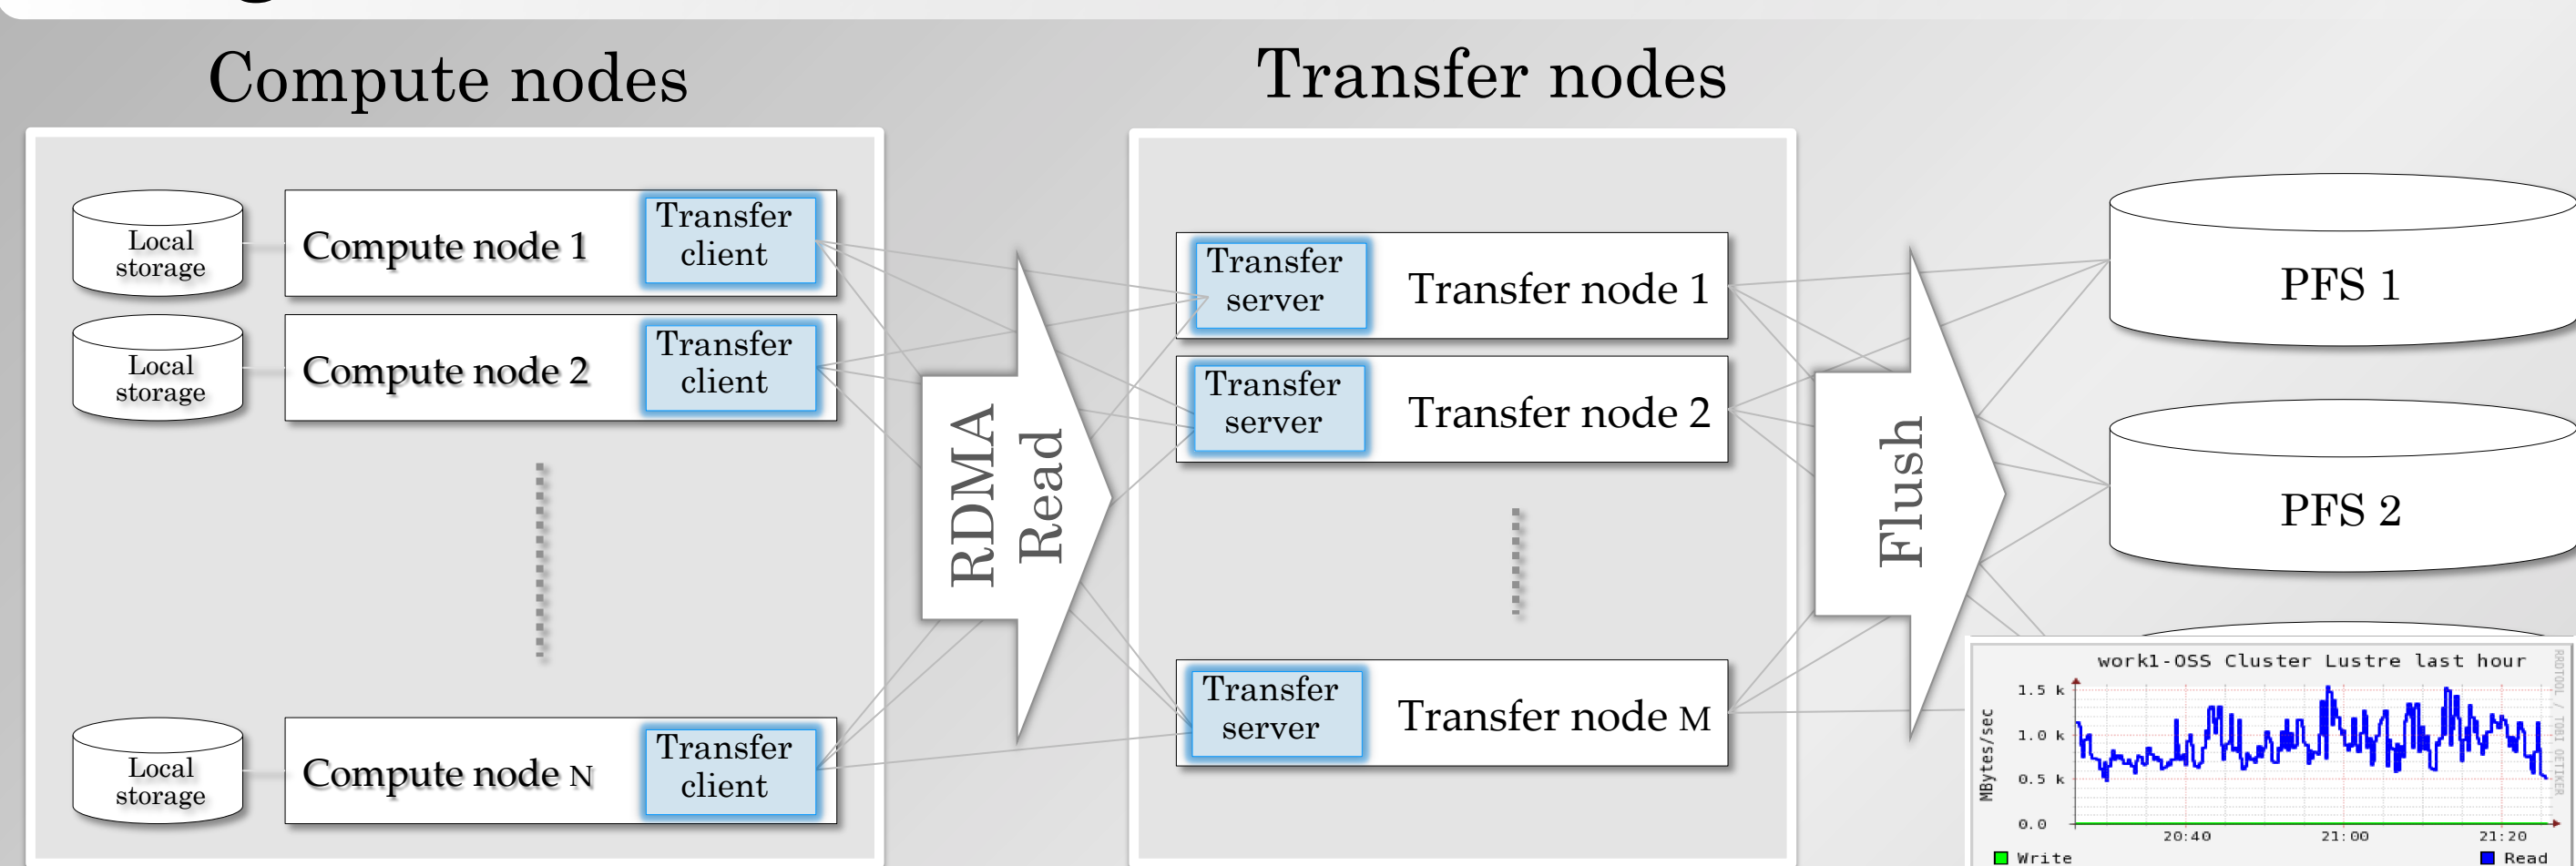 Compute nodes
Transfer nodes
Local
storage
Compute node 1
Transfer
client
Local
storage
Compute node 2
Transfer
client
Local
storage
Compute node N
Transfer
client
RDMA
Read
Transfer
server
Transfer node 1
Transfer
server
Transfer node 2
Transfer
server
Transfer node M
Flush
PFS 1
PFS 2
work1-OSS Cluster Lustre last hour
RRDTOOL / TOBI OETIKER
MBytes/sec
1.5 k
1.0 k
0.5 k
0.0
20:40
21:00
21:20
Write
Read